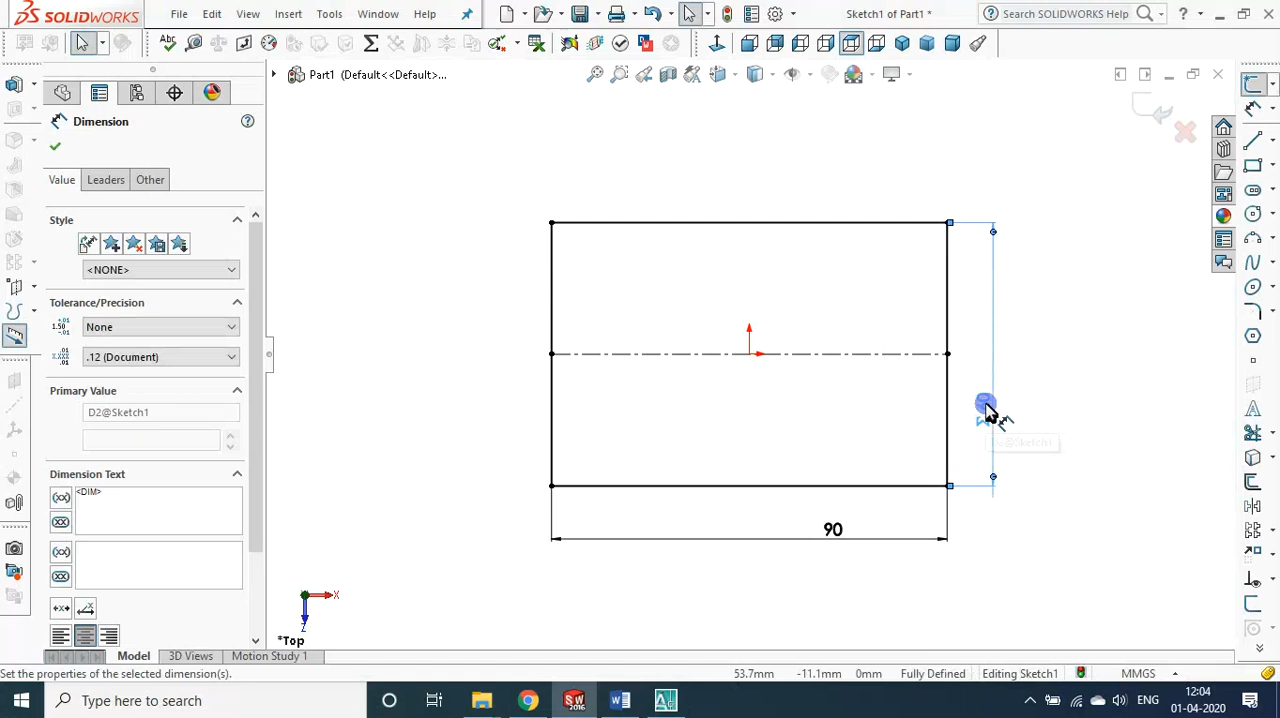 SOLIDWORKS File Edit View Insert Tools Simulation Window Help Sketch1 of Part1 * Search SOLIDWORKS Help ?
Part1 (Default<<Default>...
Dimension
Value Leaders Other
Style
<NONE>
Tolerance/Precision
None
.12 (Document)
Primary Value
D2@Sketch1
Dimension Text
<DIM>
90
X
Z
*Top
Model 3D Views Motion Study 1
Set the properties of the selected dimension(s). 53.7mm -11.1mm 0mm Fully Defined Editing Sketch1 MMGS
Type here to search ENG 12:04
01-04-2020